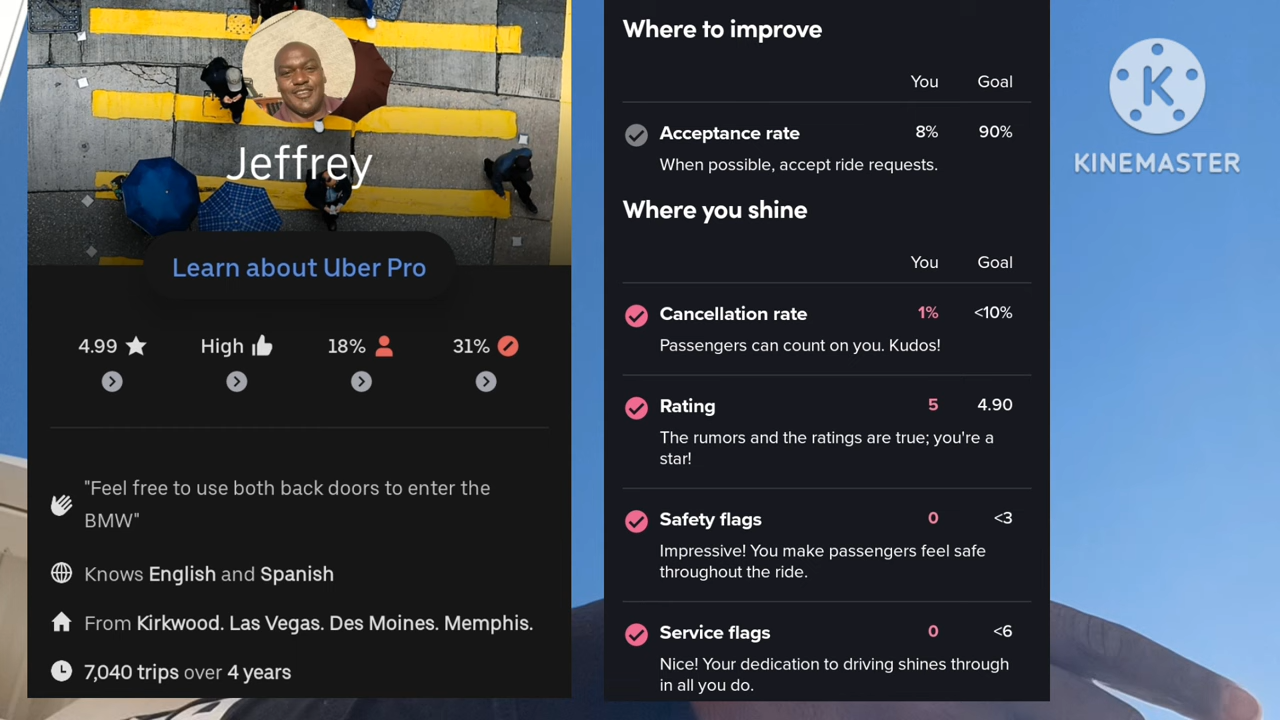 Jeffrey
Learn about Uber Pro
4.99
High
18%
31%
"Feel free to use both back doors to enter the
BMW"
Knows English and Spanish
From Kirkwood. Las Vegas. Des Moines. Memphis.
7,040 trips over 4 years
Where to improve
You Goal
Acceptance rate 8% 90%
When possible, accept ride requests.
Where you shine
You Goal
Cancellation rate 1% <10%
Passengers can count on you. Kudos!
Rating 5 4.90
The rumors and the ratings are true; you're a
star!
Safety flags 0 <3
Impressive! You make passengers feel safe
throughout the ride.
Service flags 0 <6
Nice! Your dedication to driving shines through
in all you do.
K
KINEMASTER